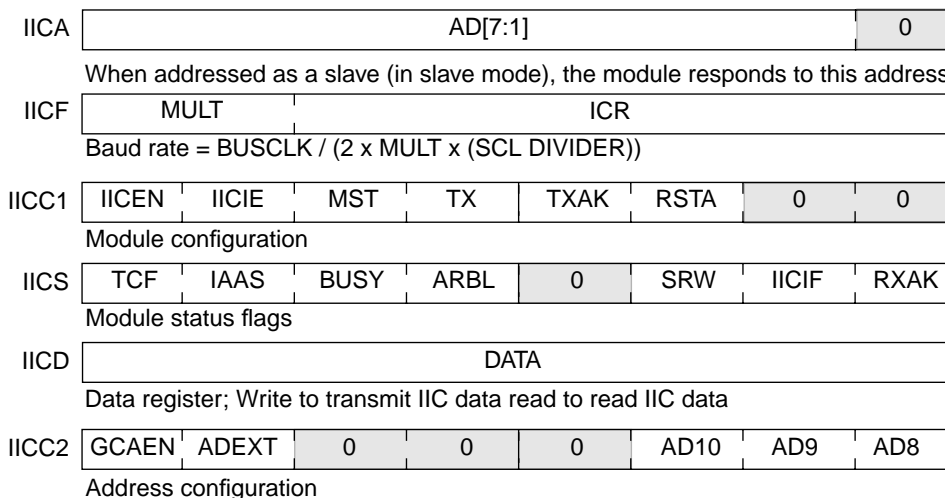 IICA AD[7:1] 0
When addressed as a slave (in slave mode), the module responds to this address
IICF MULT ICR
Baud rate = BUSCLK / (2 x MULT x (SCL DIVIDER))
IICC1 IICEN IICIE MST TX TXAK RSTA 0 0
Module configuration
IICS TCF IAAS BUSY ARBL 0 SRW IICIF RXAK
Module status flags
IICD DATA
Data register; Write to transmit IIC data read to read IIC data
IICC2 GCAEN ADEXT 0 0 0 AD10 AD9 AD8
Address configuration